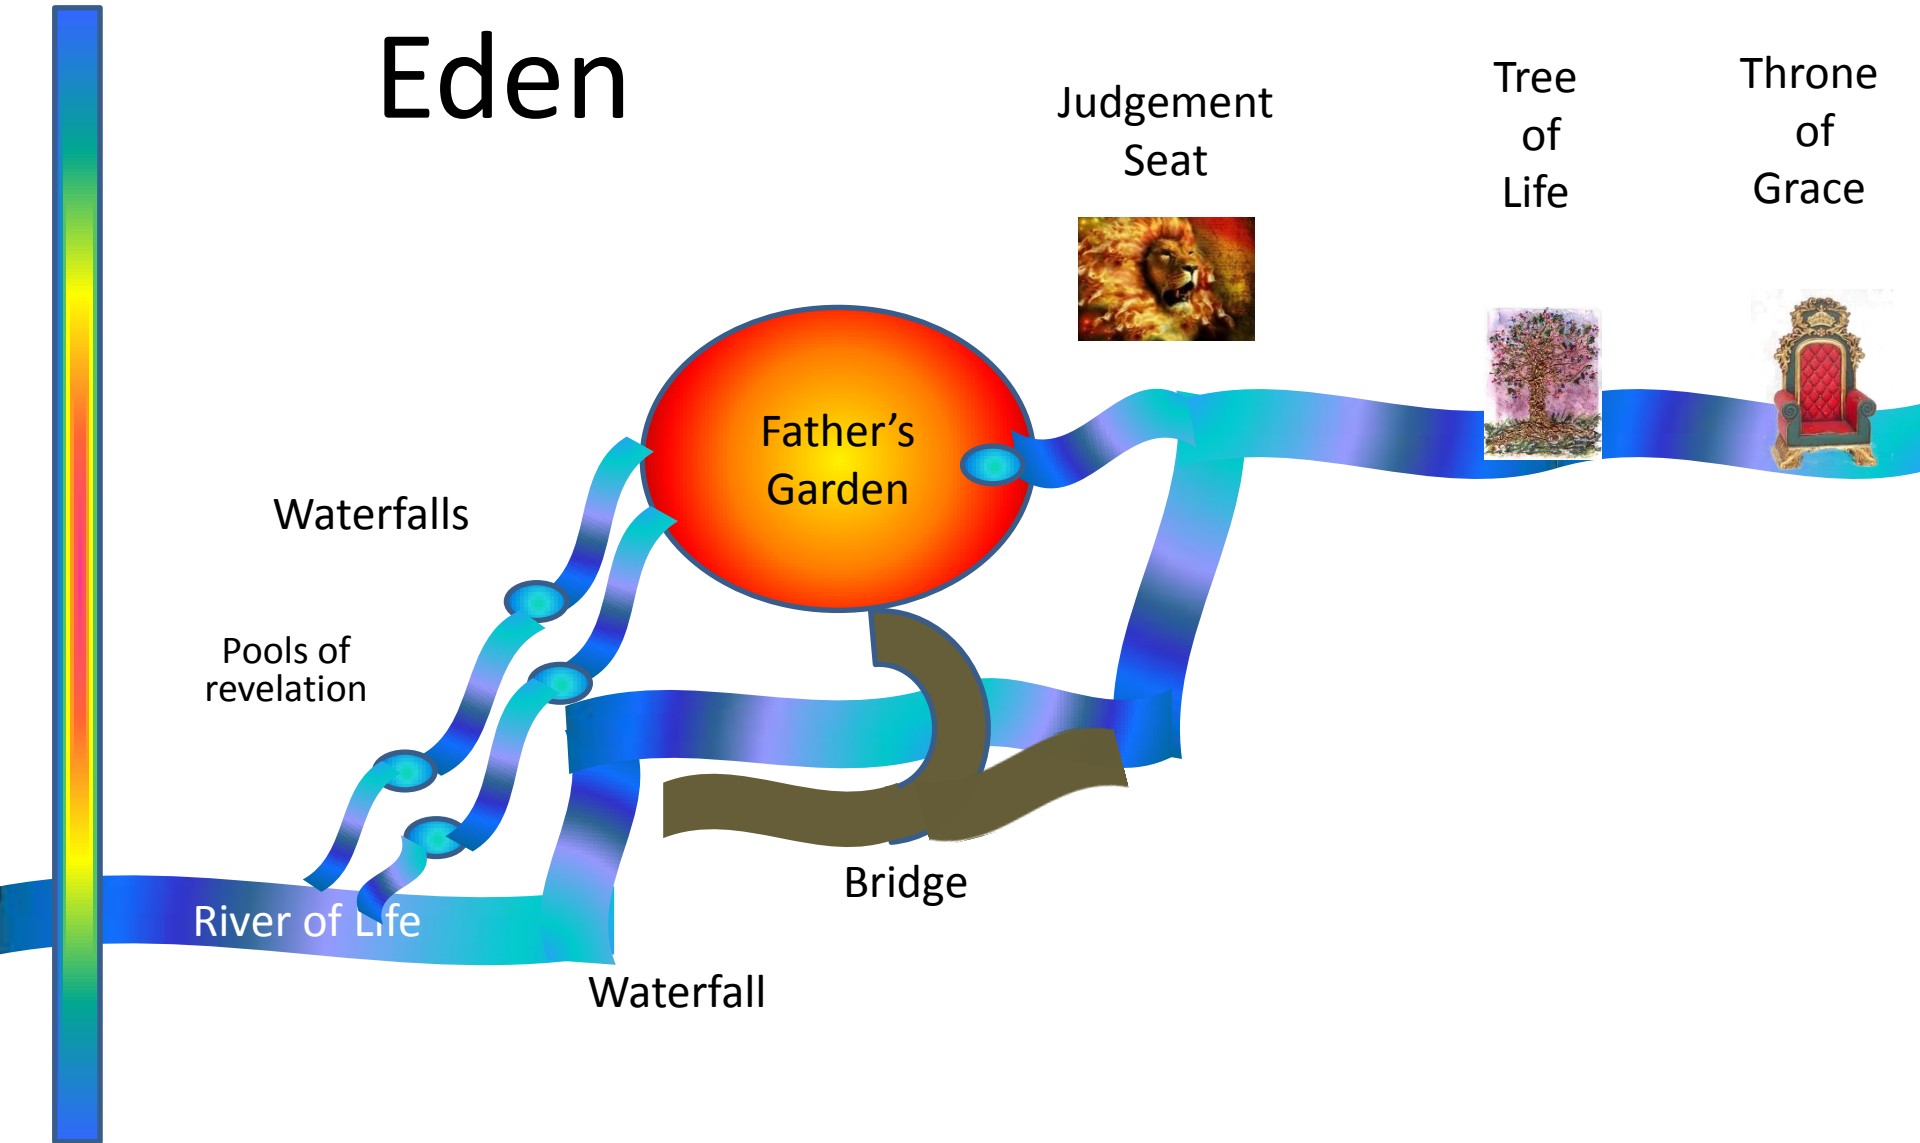 Eden
Judgement
Seat
Tree
of
Life
Throne
of
Grace
Father’s
Garden
Waterfalls
Pools of
revelation
Bridge
River of Life
Waterfall